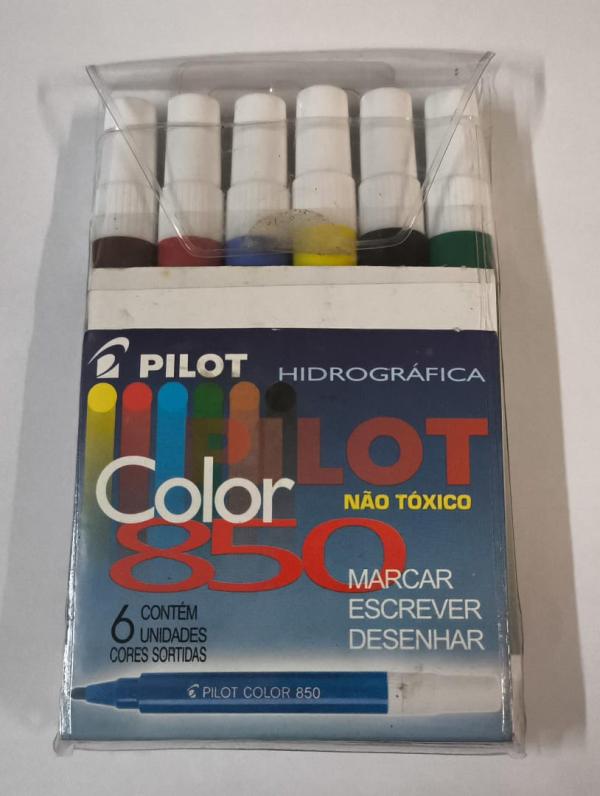 PILOT
HIDROGRÁFICA
PILOT
Color
NÃO TÓXICO
850
MARCAR
ESCREVER
DESENHAR
6 CONTÉM
UNIDADES
CORES SORTIDAS
PILOT COLOR 850